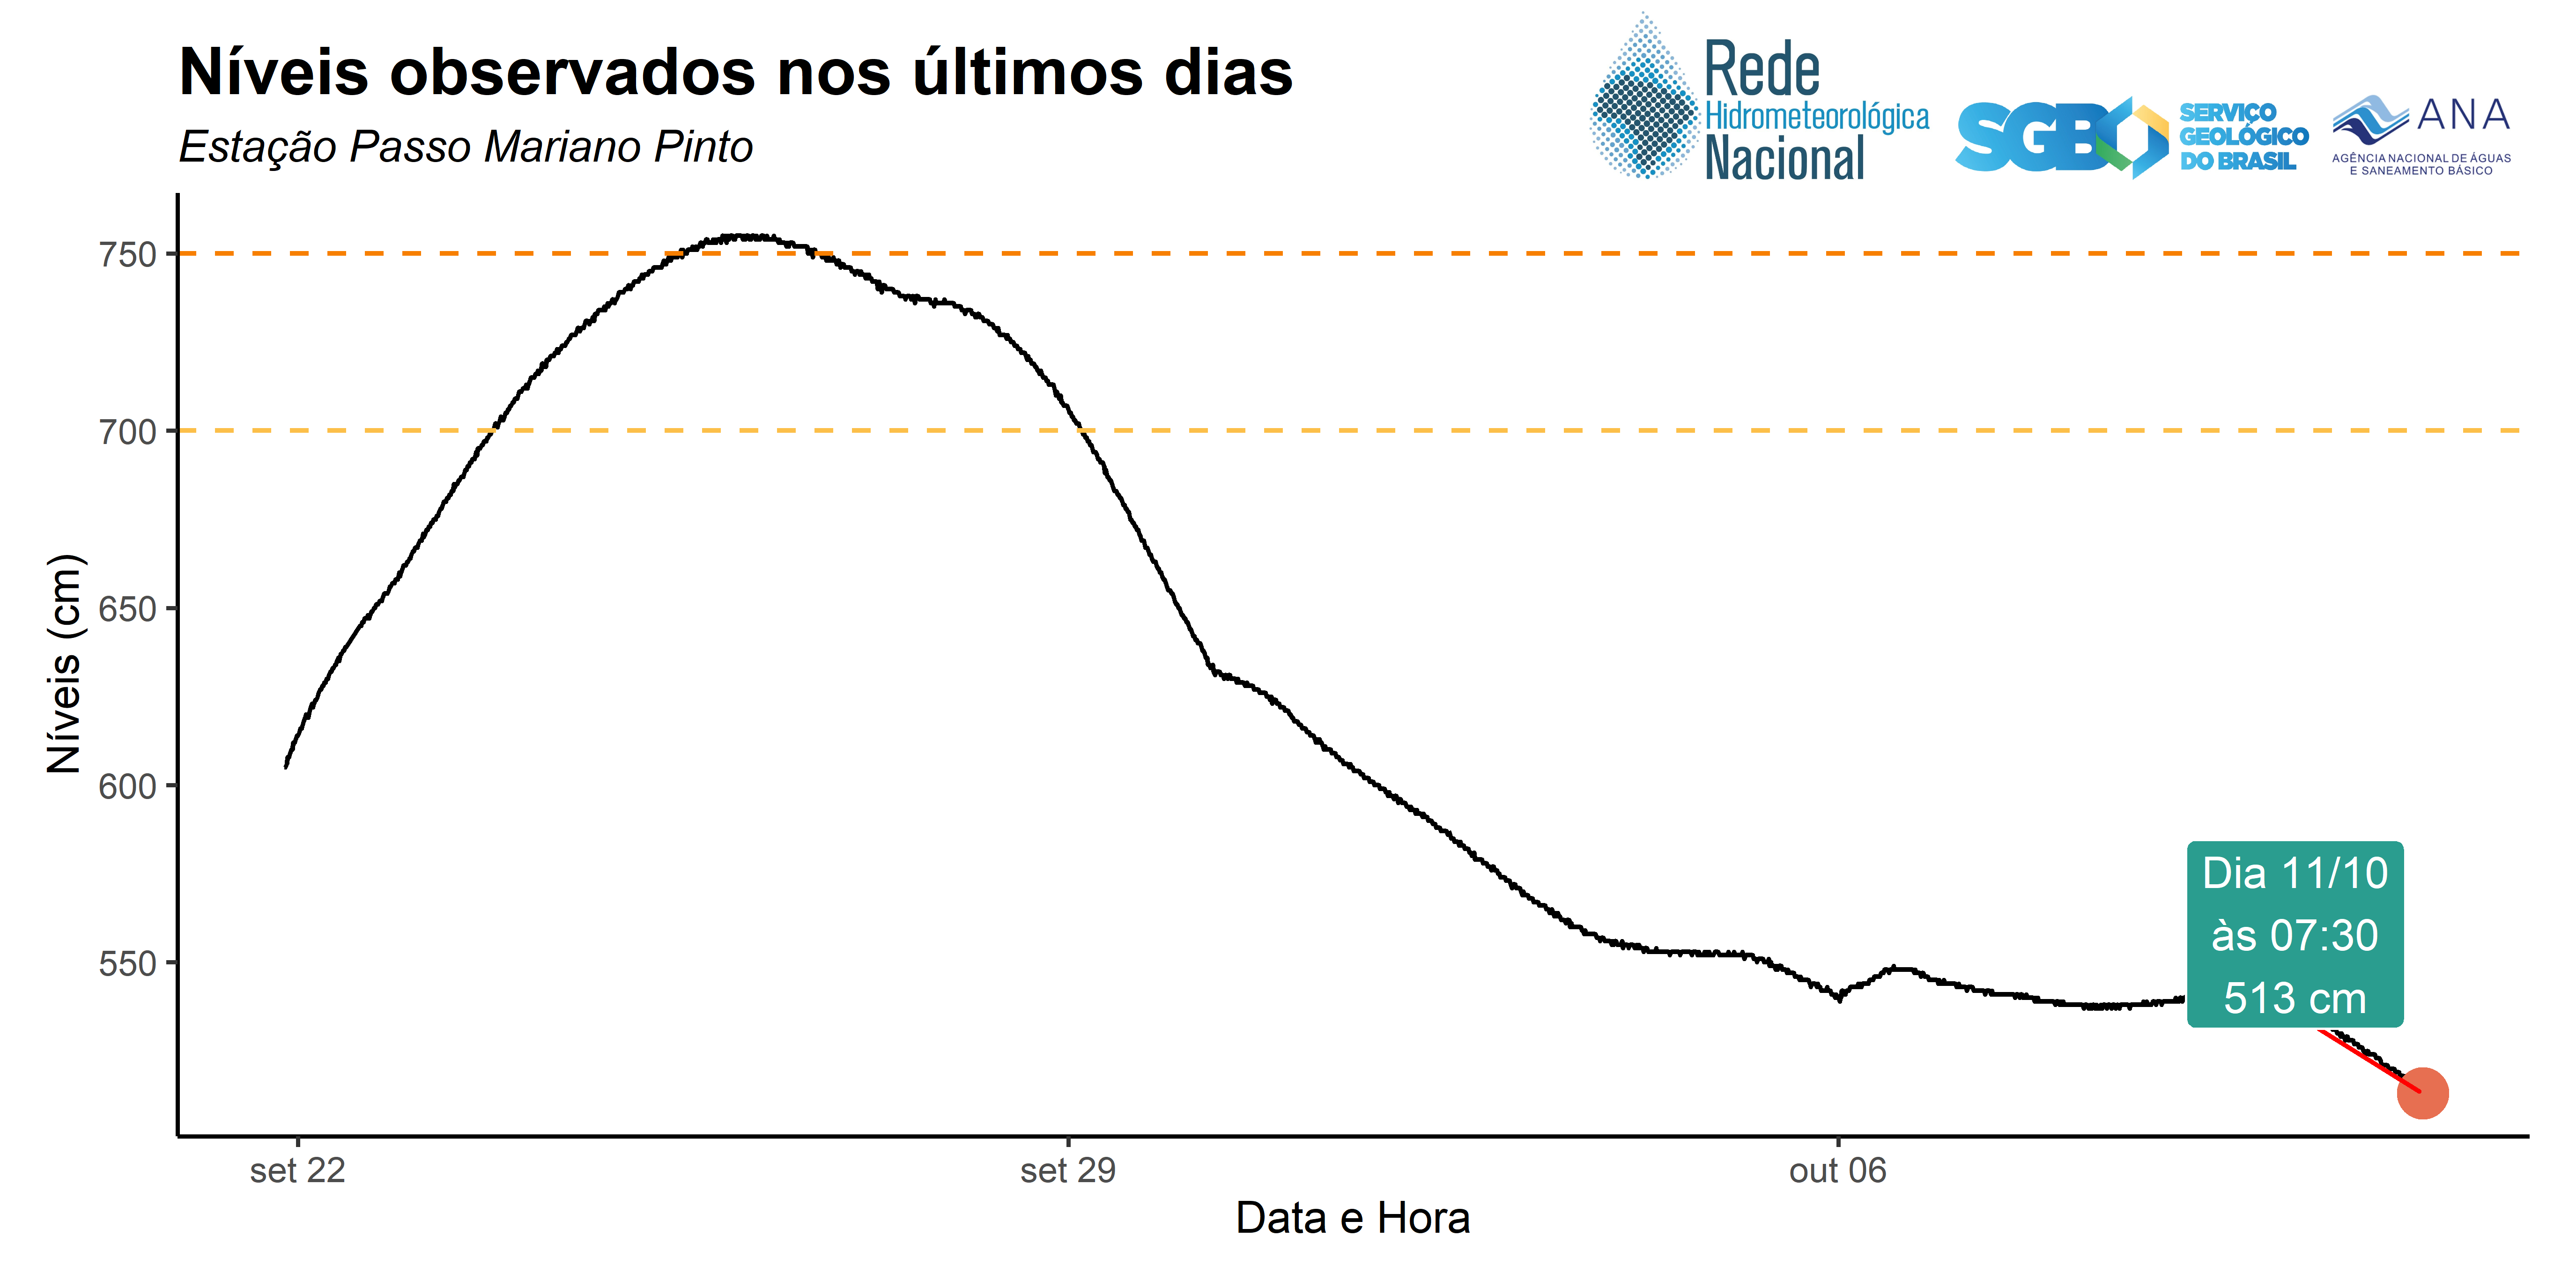 Níveis observados nos últimos dias
Estação Passo Mariano Pinto
Rede
Hidrometeorológica
Nacional
SGB
SERVIÇO
GEOLÓGICO
DO BRASIL
ANA
AGÊNCIA NACIONAL DE ÁGUAS
E SANEAMENTO BÁSICO
Níveis (cm)
750
700
650
600
550
Dia 11/10
às 07:30
513 cm
set 22
set 29
out 06
Data e Hora